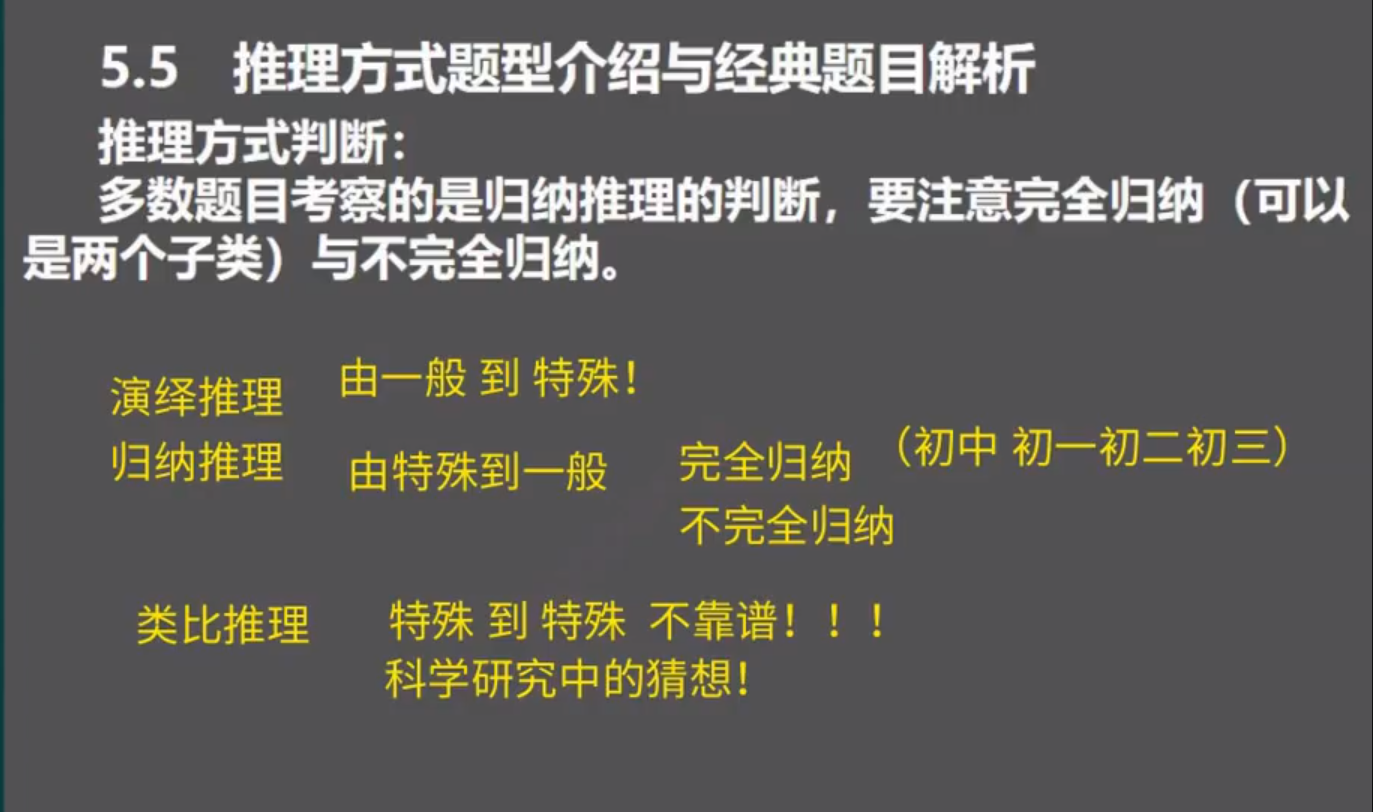 5.5 推理方式题型介绍与经典题目解析
推理方式判断：
多数题目考察的是归纳推理的判断，要注意完全归纳（可以
是两个子类）与不完全归纳。
演绎推理 由一般 到 特殊！
归纳推理 由特殊到一般 完全归纳 （初中 初一初二初三）
不完全归纳
类比推理 特殊 到 特殊 不靠谱！！！
科学研究中的猜想！